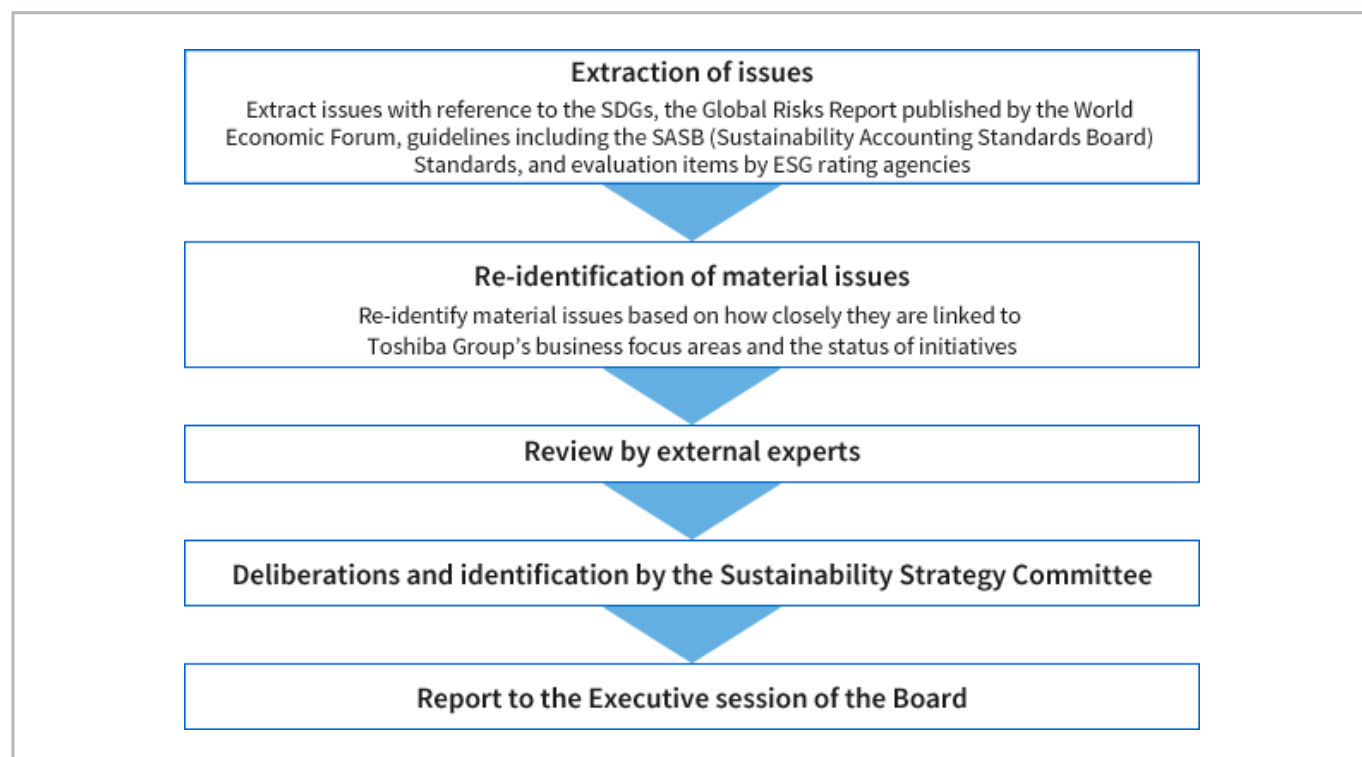 Extraction of issues
Extract issues with reference to the SDGs, the Global Risks Report published by the World
Economic Forum, guidelines including the SASB (Sustainability Accounting Standards Board)
Standards, and evaluation items by ESG rating agencies
Re-identification of material issues
Re-identify material issues based on how closely they are linked to
Toshiba Group’s business focus areas and the status of initiatives
Review by external experts
Deliberations and identification by the Sustainability Strategy Committee
Report to the Executive session of the Board